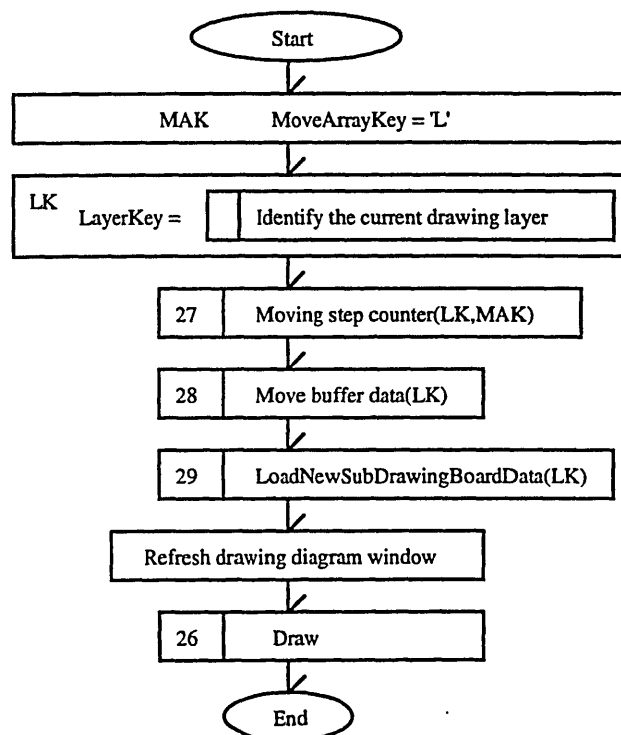 Start
MAK MoveArrayKey = 'L'
LK
LayerKey = Identify the current drawing layer
27 Moving step counter(LK,MAK)
28 Move buffer data(LK)
29 LoadNewSubDrawingBoardData(LK)
Refresh drawing diagram window
26 Draw
End